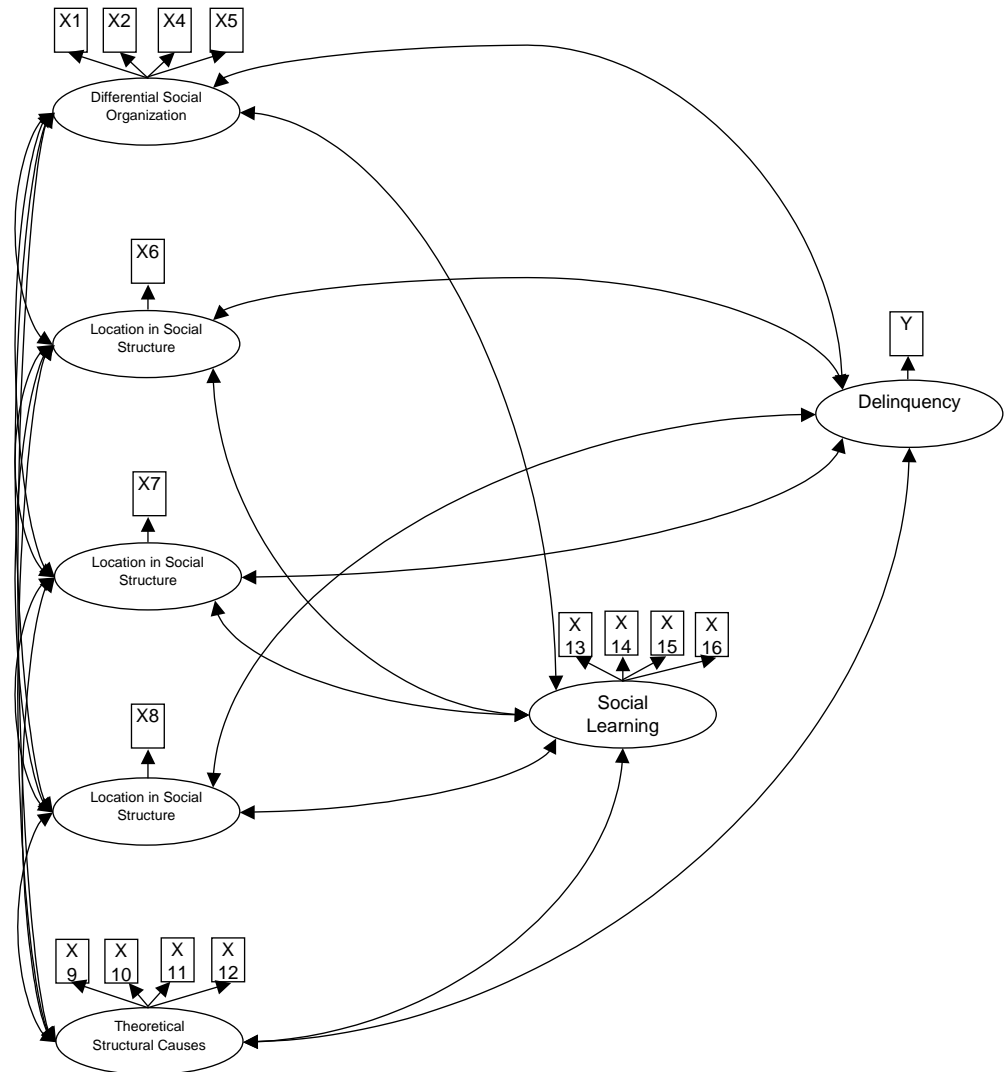 X1
X2
X4
X5
Differential Social
Organization
X6
Location in Social
Structure
Y
Delinquency
X7
Location in Social
Structure
X
13
X
14
X
15
X
16
Social
Learning
X8
Location in Social
Structure
X
9
X
10
X
11
X
12
Theoretical
Structural Causes